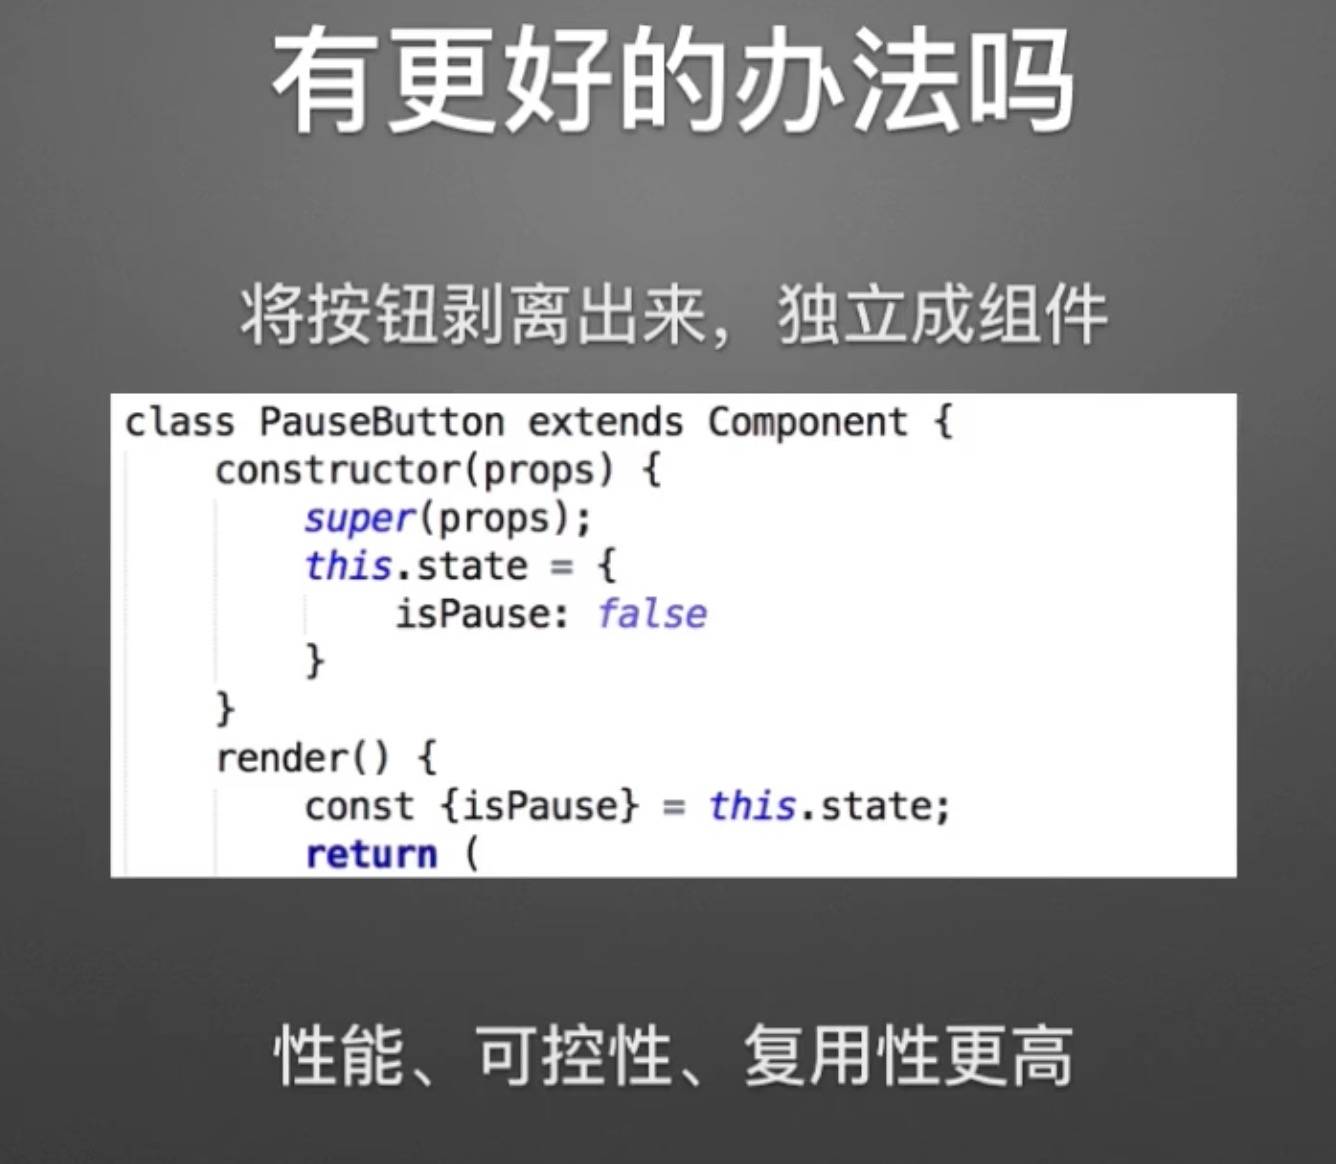 有更好的办法吗
将按钮剥离出来，独立成组件
class PauseButton extends Component {
    constructor(props) {
        super(props);
        this.state = {
            isPause: false
        }
    }
    render() {
        const {isPause} = this.state;
        return (
性能、可控性、复用性更高